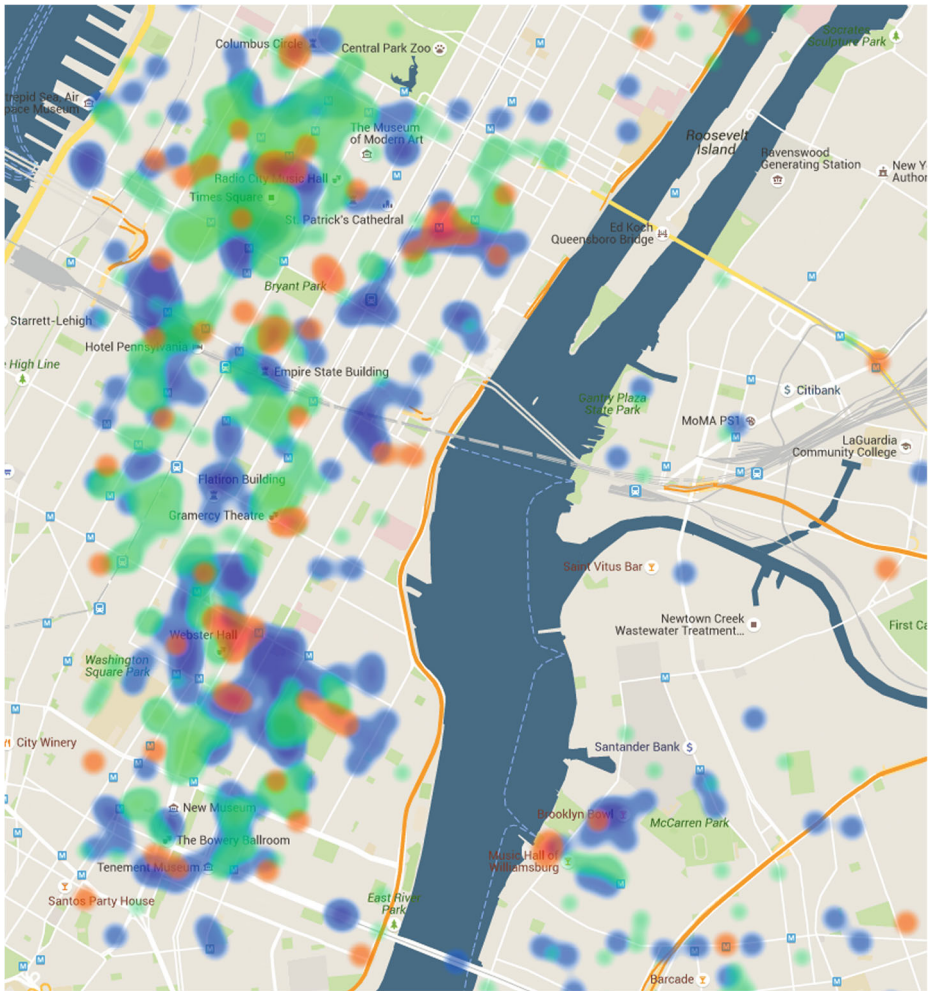 Columbus Circle
Central Park Zoo
Socrates
Sculpture Park
trepid Sea, Air
pace Museum
The Museum
of Modern Art
Roosevelt
Island
Ravenswood
Generating Station
New Y
Author
Radio City Music Hall
Times Square
St. Patrick's Cathedral
Ed Koch
Queensboro Bridge
Bryant Park
Starrett-Lehigh
Hotel Pennsylvania
e High Line
Empire State Building
Citibank
Gantry Plaza
State Park
MoMA PS1
LaGuardia
Community College
Flatiron Building
Gramercy Theatre
Saint Vitus Bar
Newtown Creek
Wastewater Treatment...
First Ca
Webster Hall
Washington
Square Park
City Winery
Santander Bank
New Museum
Brooklyn Bowl
McCarren Park
The Bowery Ballroom
Music Hall of
Williamsburg
Tenement Museum
Santos Party House
East River
Park
Barcade